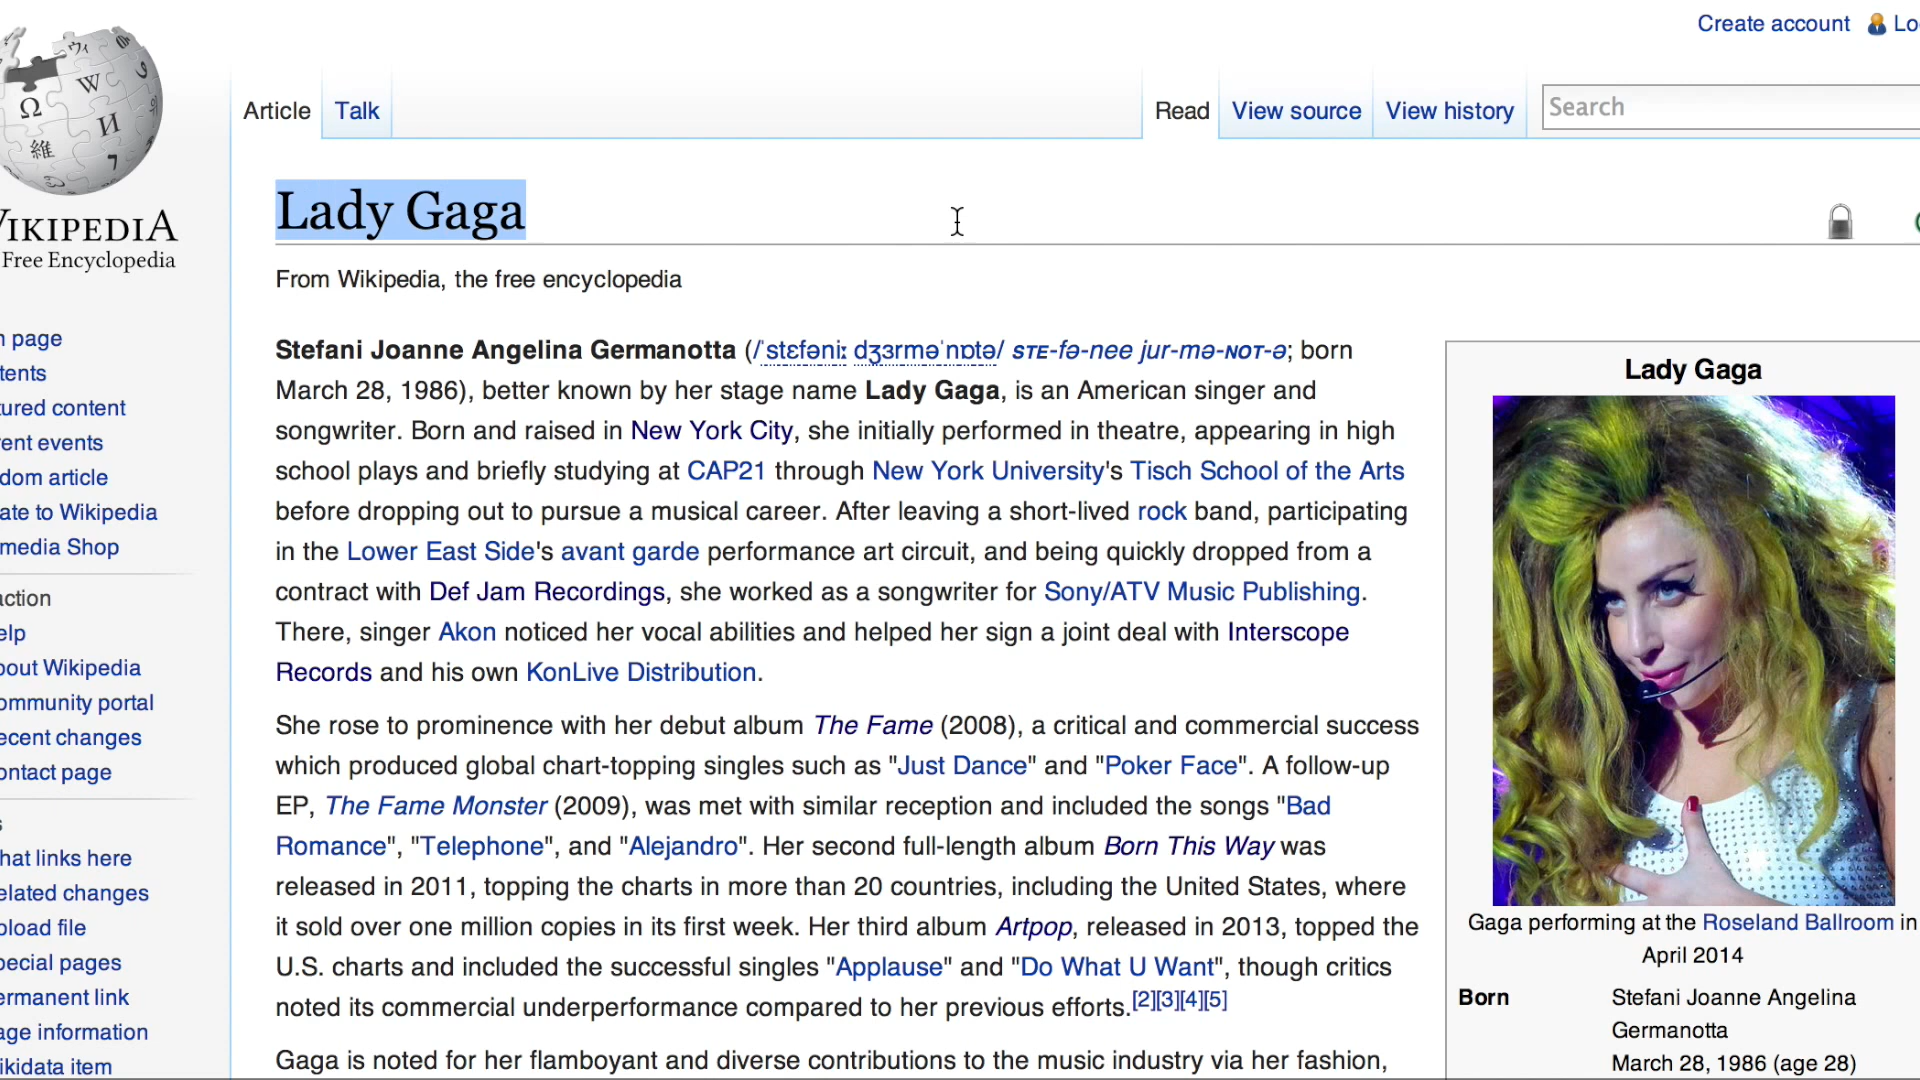 Create account Lo
Article Talk Read View source View history Search
WIKIPEDIA
Free Encyclopedia
Lady Gaga
From Wikipedia, the free encyclopedia
n page
tents
tured content
ent events
dom article
ate to Wikipedia
media Shop
action
elp
bout Wikipedia
ommunity portal
ecent changes
ontact page
s
hat links here
elated changes
pload file
pecial pages
ermanent link
age information
ikidata item
Stefani Joanne Angelina Germanotta (/ˈstɛfəniː dʒɜrməˈnɒtə/ STE-fə-nee jur-mə-NOT-ə; born
March 28, 1986), better known by her stage name Lady Gaga, is an American singer and
songwriter. Born and raised in New York City, she initially performed in theatre, appearing in high
school plays and briefly studying at CAP21 through New York University's Tisch School of the Arts
before dropping out to pursue a musical career. After leaving a short-lived rock band, participating
in the Lower East Side's avant garde performance art circuit, and being quickly dropped from a
contract with Def Jam Recordings, she worked as a songwriter for Sony/ATV Music Publishing.
There, singer Akon noticed her vocal abilities and helped her sign a joint deal with Interscope
Records and his own KonLive Distribution.
She rose to prominence with her debut album The Fame (2008), a critical and commercial success
which produced global chart-topping singles such as "Just Dance" and "Poker Face". A follow-up
EP, The Fame Monster (2009), was met with similar reception and included the songs "Bad
Romance", "Telephone", and "Alejandro". Her second full-length album Born This Way was
released in 2011, topping the charts in more than 20 countries, including the United States, where
it sold over one million copies in its first week. Her third album Artpop, released in 2013, topped the
U.S. charts and included the successful singles "Applause" and "Do What U Want", though critics
noted its commercial underperformance compared to her previous efforts.[2][3][4][5]
Gaga is noted for her flamboyant and diverse contributions to the music industry via her fashion,
Lady Gaga
Gaga performing at the Roseland Ballroom in
April 2014
Born Stefani Joanne Angelina
Germanotta
March 28, 1986 (age 28)